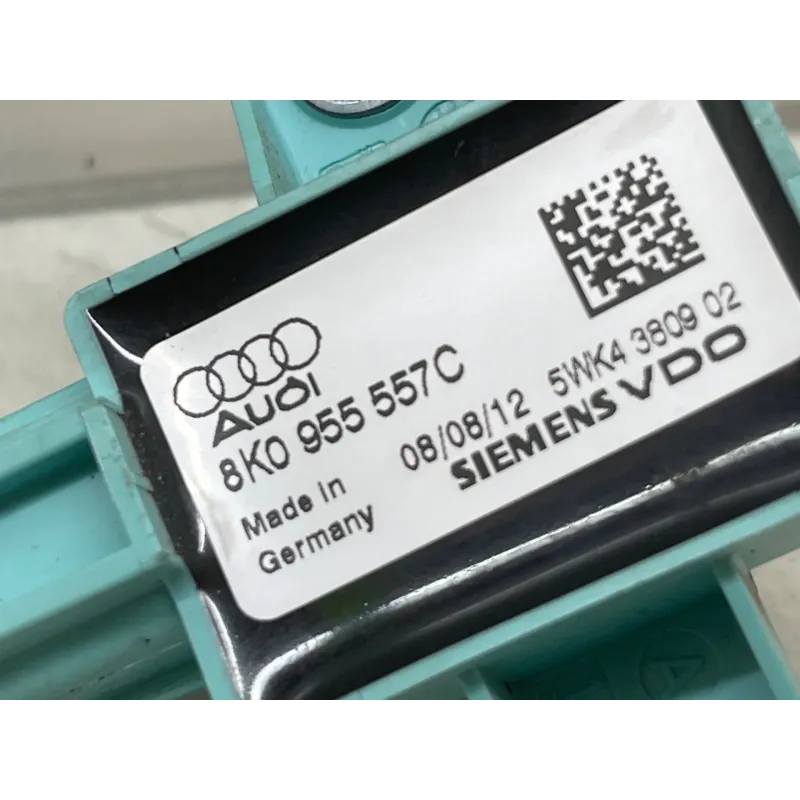 AUDI
8K0 955 557C
08/08/12 5WK4 3809 02
Made in
Germany
SIEMENS VDO
A